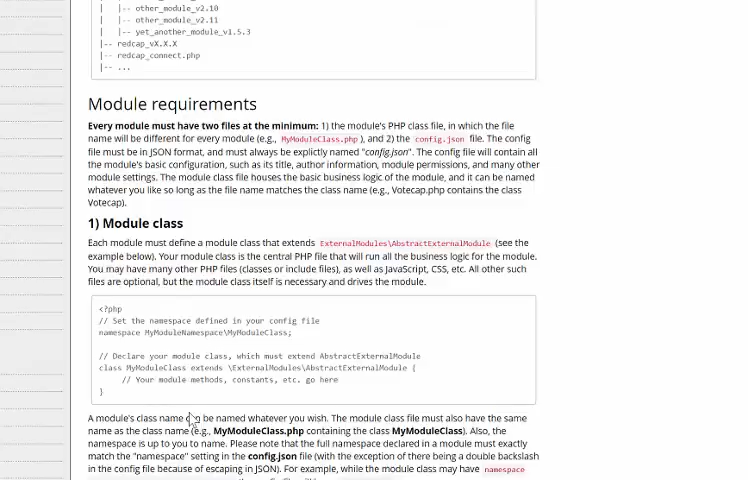 |   |-- other_module_v2.10
|   |-- other_module_v2.11
|   |-- yet_another_module_v1.5.3
|-- redcap_vX.X.X
|-- redcap_connect.php
|-- ...
Module requirements
Every module must have two files at the minimum: 1) the module's PHP class file, in which the file
name will be different for every module (e.g., MyModuleClass.php ), and 2) the config.json file. The config
file must be in JSON format, and must always be explictly named "config.json". The config file will contain all
the module's basic configuration, such as its title, author information, module permissions, and many other
module settings. The module class file houses the basic business logic of the module, and it can be named
whatever you like so long as the file name matches the class name (e.g., Votecap.php contains the class
Votecap).
1) Module class
Each module must define a module class that extends ExternalModules\AbstractExternalModule (see the
example below). Your module class is the central PHP file that will run all the business logic for the module.
You may have many other PHP files (classes or include files), as well as JavaScript, CSS, etc. All other such
files are optional, but the module class itself is necessary and drives the module.
<?php
// Set the namespace defined in your config file
namespace MyModuleNamespace\MyModuleClass;
// Declare your module class, which must extend AbstractExternalModule
class MyModuleClass extends \ExternalModules\AbstractExternalModule {
// Your module methods, constants, etc. go here
}
A module's class name can be named whatever you wish. The module class file must also have the same
name as the class name (e.g., MyModuleClass.php containing the class MyModuleClass). Also, the
namespace is up to you to name. Please note that the full namespace declared in a module must exactly
match the "namespace" setting in the config.json file (with the exception of there being a double backslash
in the config file because of escaping in JSON). For example, while the module class may have namespace